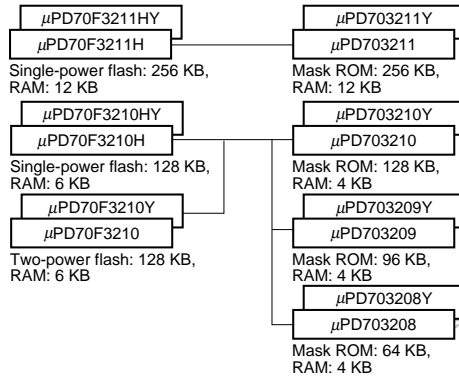 µPD70F3211HY
µPD70F3211H
Single-power flash: 256 KB,
RAM: 12 KB
µPD703211Y
µPD703211
Mask ROM: 256 KB,
RAM: 12 KB
µPD70F3210HY
µPD70F3210H
Single-power flash: 128 KB,
RAM: 6 KB
µPD703210Y
µPD703210
Mask ROM: 128 KB,
RAM: 4 KB
µPD70F3210Y
µPD70F3210
Two-power flash: 128 KB,
RAM: 6 KB
µPD703209Y
µPD703209
Mask ROM: 96 KB,
RAM: 4 KB
µPD703208Y
µPD703208
Mask ROM: 64 KB,
RAM: 4 KB